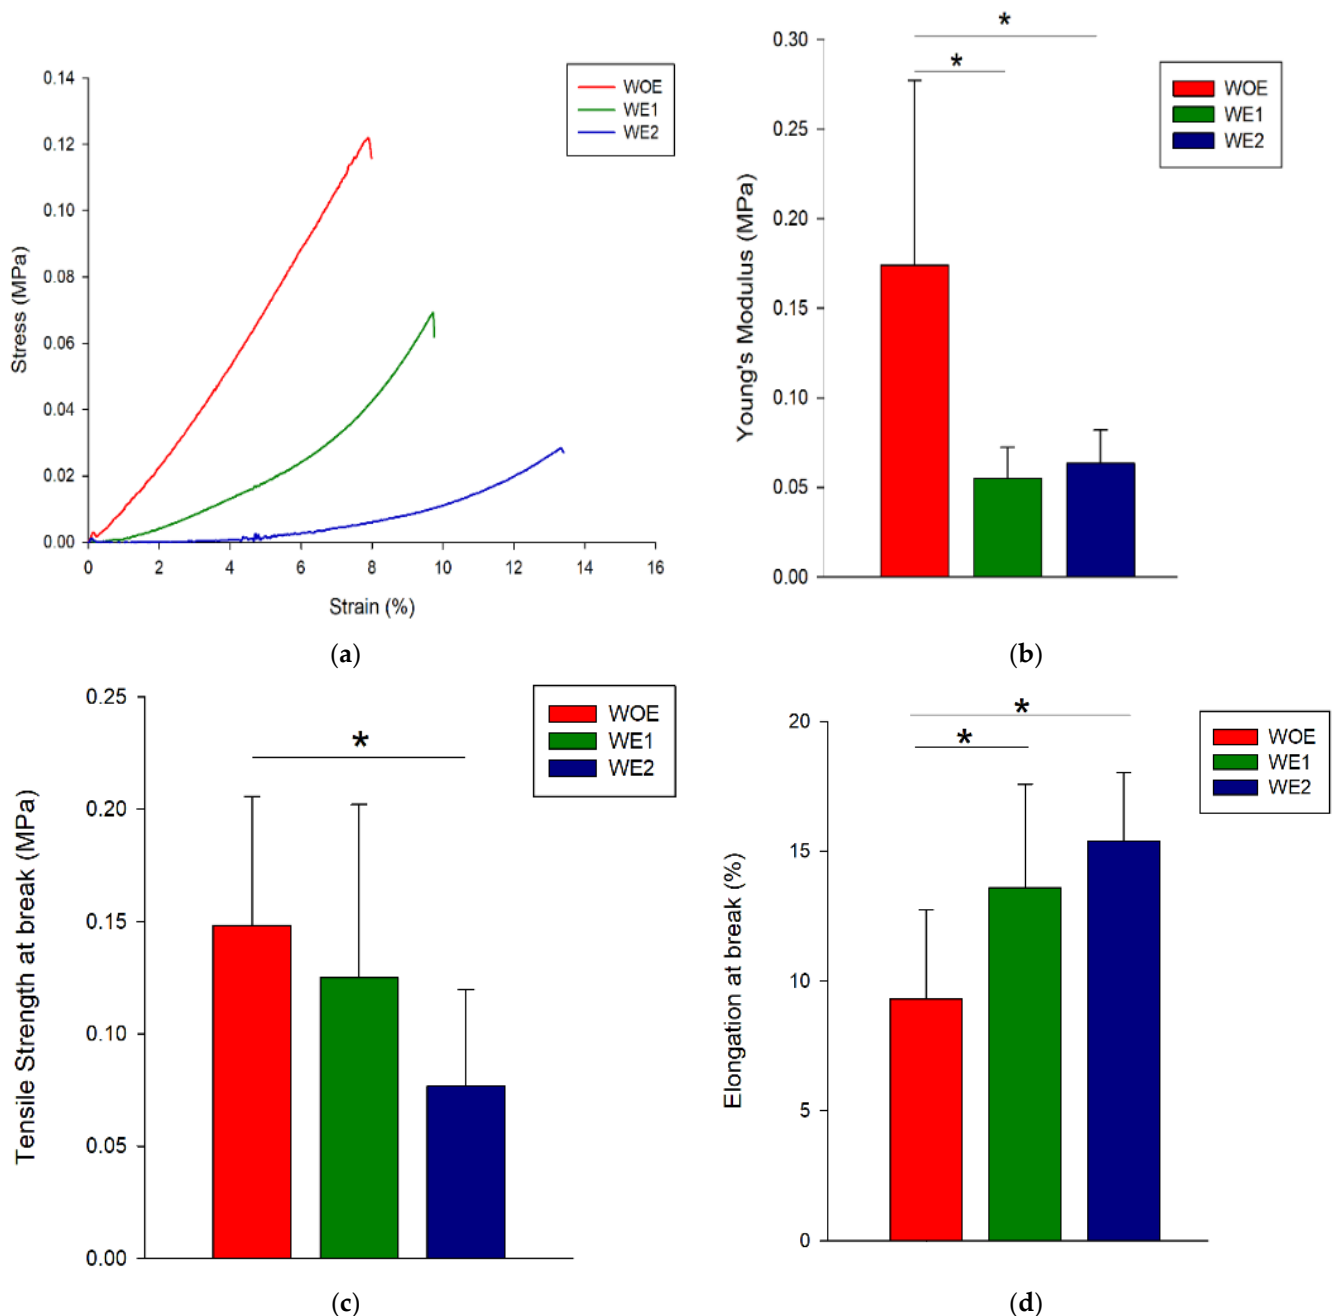 0.14
0.12
0.10
0.08
0.06
0.04
0.02
0.00
Stress (MPa)
0 2 4 6 8 10 12 14 16
Strain (%)
WOE
WE1
WE2
(a)
0.30
0.25
0.20
0.15
0.10
0.05
0.00
Young's Modulus (MPa)
* *
WOE
WE1
WE2
(b)
0.25
0.20
0.15
0.10
0.05
0.00
Tensile Strength at break (MPa)
*
WOE
WE1
WE2
(c)
20
15
10
5
0
Elongation at break (%)
* *
WOE
WE1
WE2
(d)